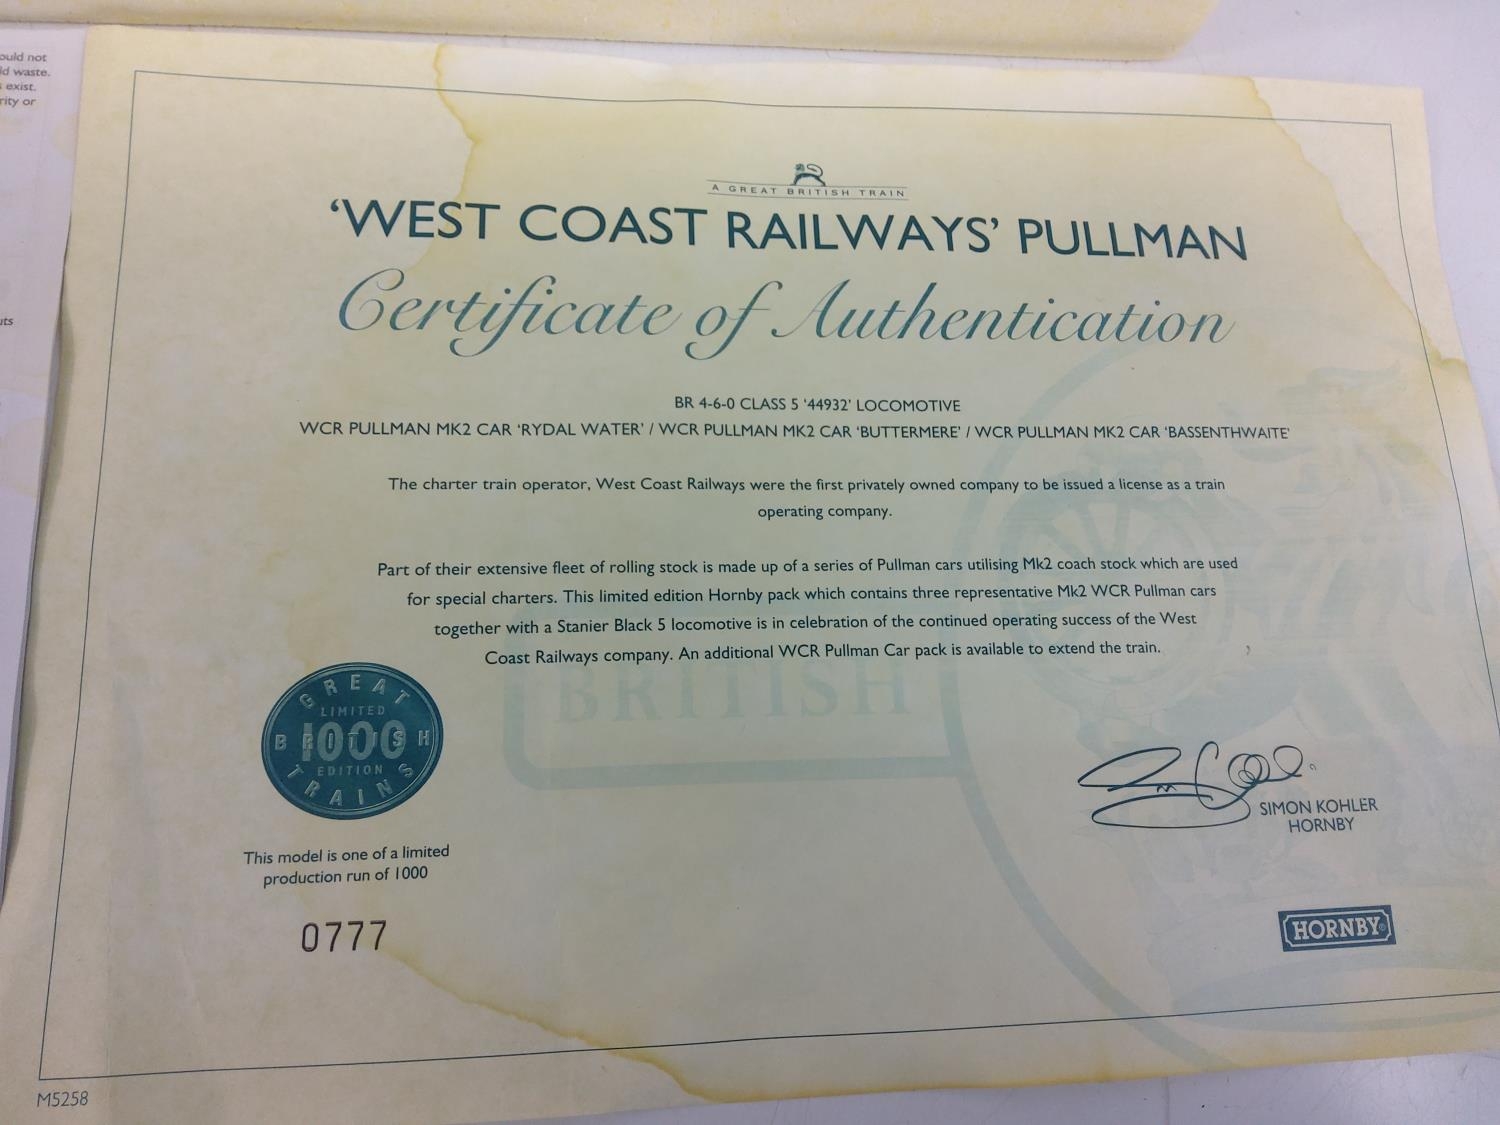 ould not
ld waste.
exist.
rity or
uts
A GREAT BRITISH TRAIN
‘WEST COAST RAILWAYS’ PULLMAN
Certificate of Authentication
BR 4-6-0 CLASS 5 ‘44932’ LOCOMOTIVE
WCR PULLMAN MK2 CAR ‘RYDAL WATER’ / WCR PULLMAN MK2 CAR ‘BUTTERMERE’ / WCR PULLMAN MK2 CAR ‘BASSENTHWAITE’
The charter train operator, West Coast Railways were the first privately owned company to be issued a license as a train
operating company.
Part of their extensive fleet of rolling stock is made up of a series of Pullman cars utilising Mk2 coach stock which are used
for special charters. This limited edition Hornby pack which contains three representative Mk2 WCR Pullman cars
together with a Stanier Black 5 locomotive is in celebration of the continued operating success of the West
Coast Railways company. An additional WCR Pullman Car pack is available to extend the train.
BRITISH
GREAT
LIMITED
1000
BRITISH
EDITION
TRAINS
SIMON KOHLER
HORNBY
This model is one of a limited
production run of 1000
0777
HORNBY®
M5258